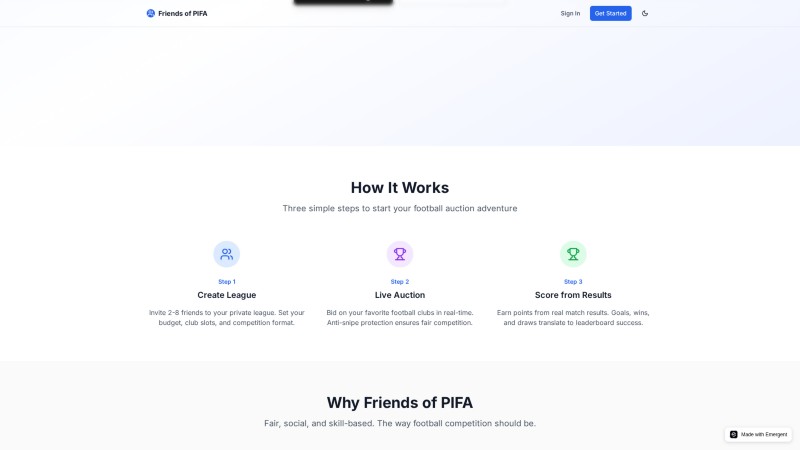 Friends of PIFA
Sign In
Get Started
How It Works
Three simple steps to start your football auction adventure
Step 1
Create League
Invite 2-8 friends to your private league. Set your
budget, club slots, and competition format.
Step 2
Live Auction
Bid on your favorite football clubs in real-time.
Anti-snipe protection ensures fair competition.
Step 3
Score from Results
Earn points from real match results. Goals, wins,
and draws translate to leaderboard success.
Why Friends of PIFA
Fair, social, and skill-based. The way football competition should be.
Made with Emergent